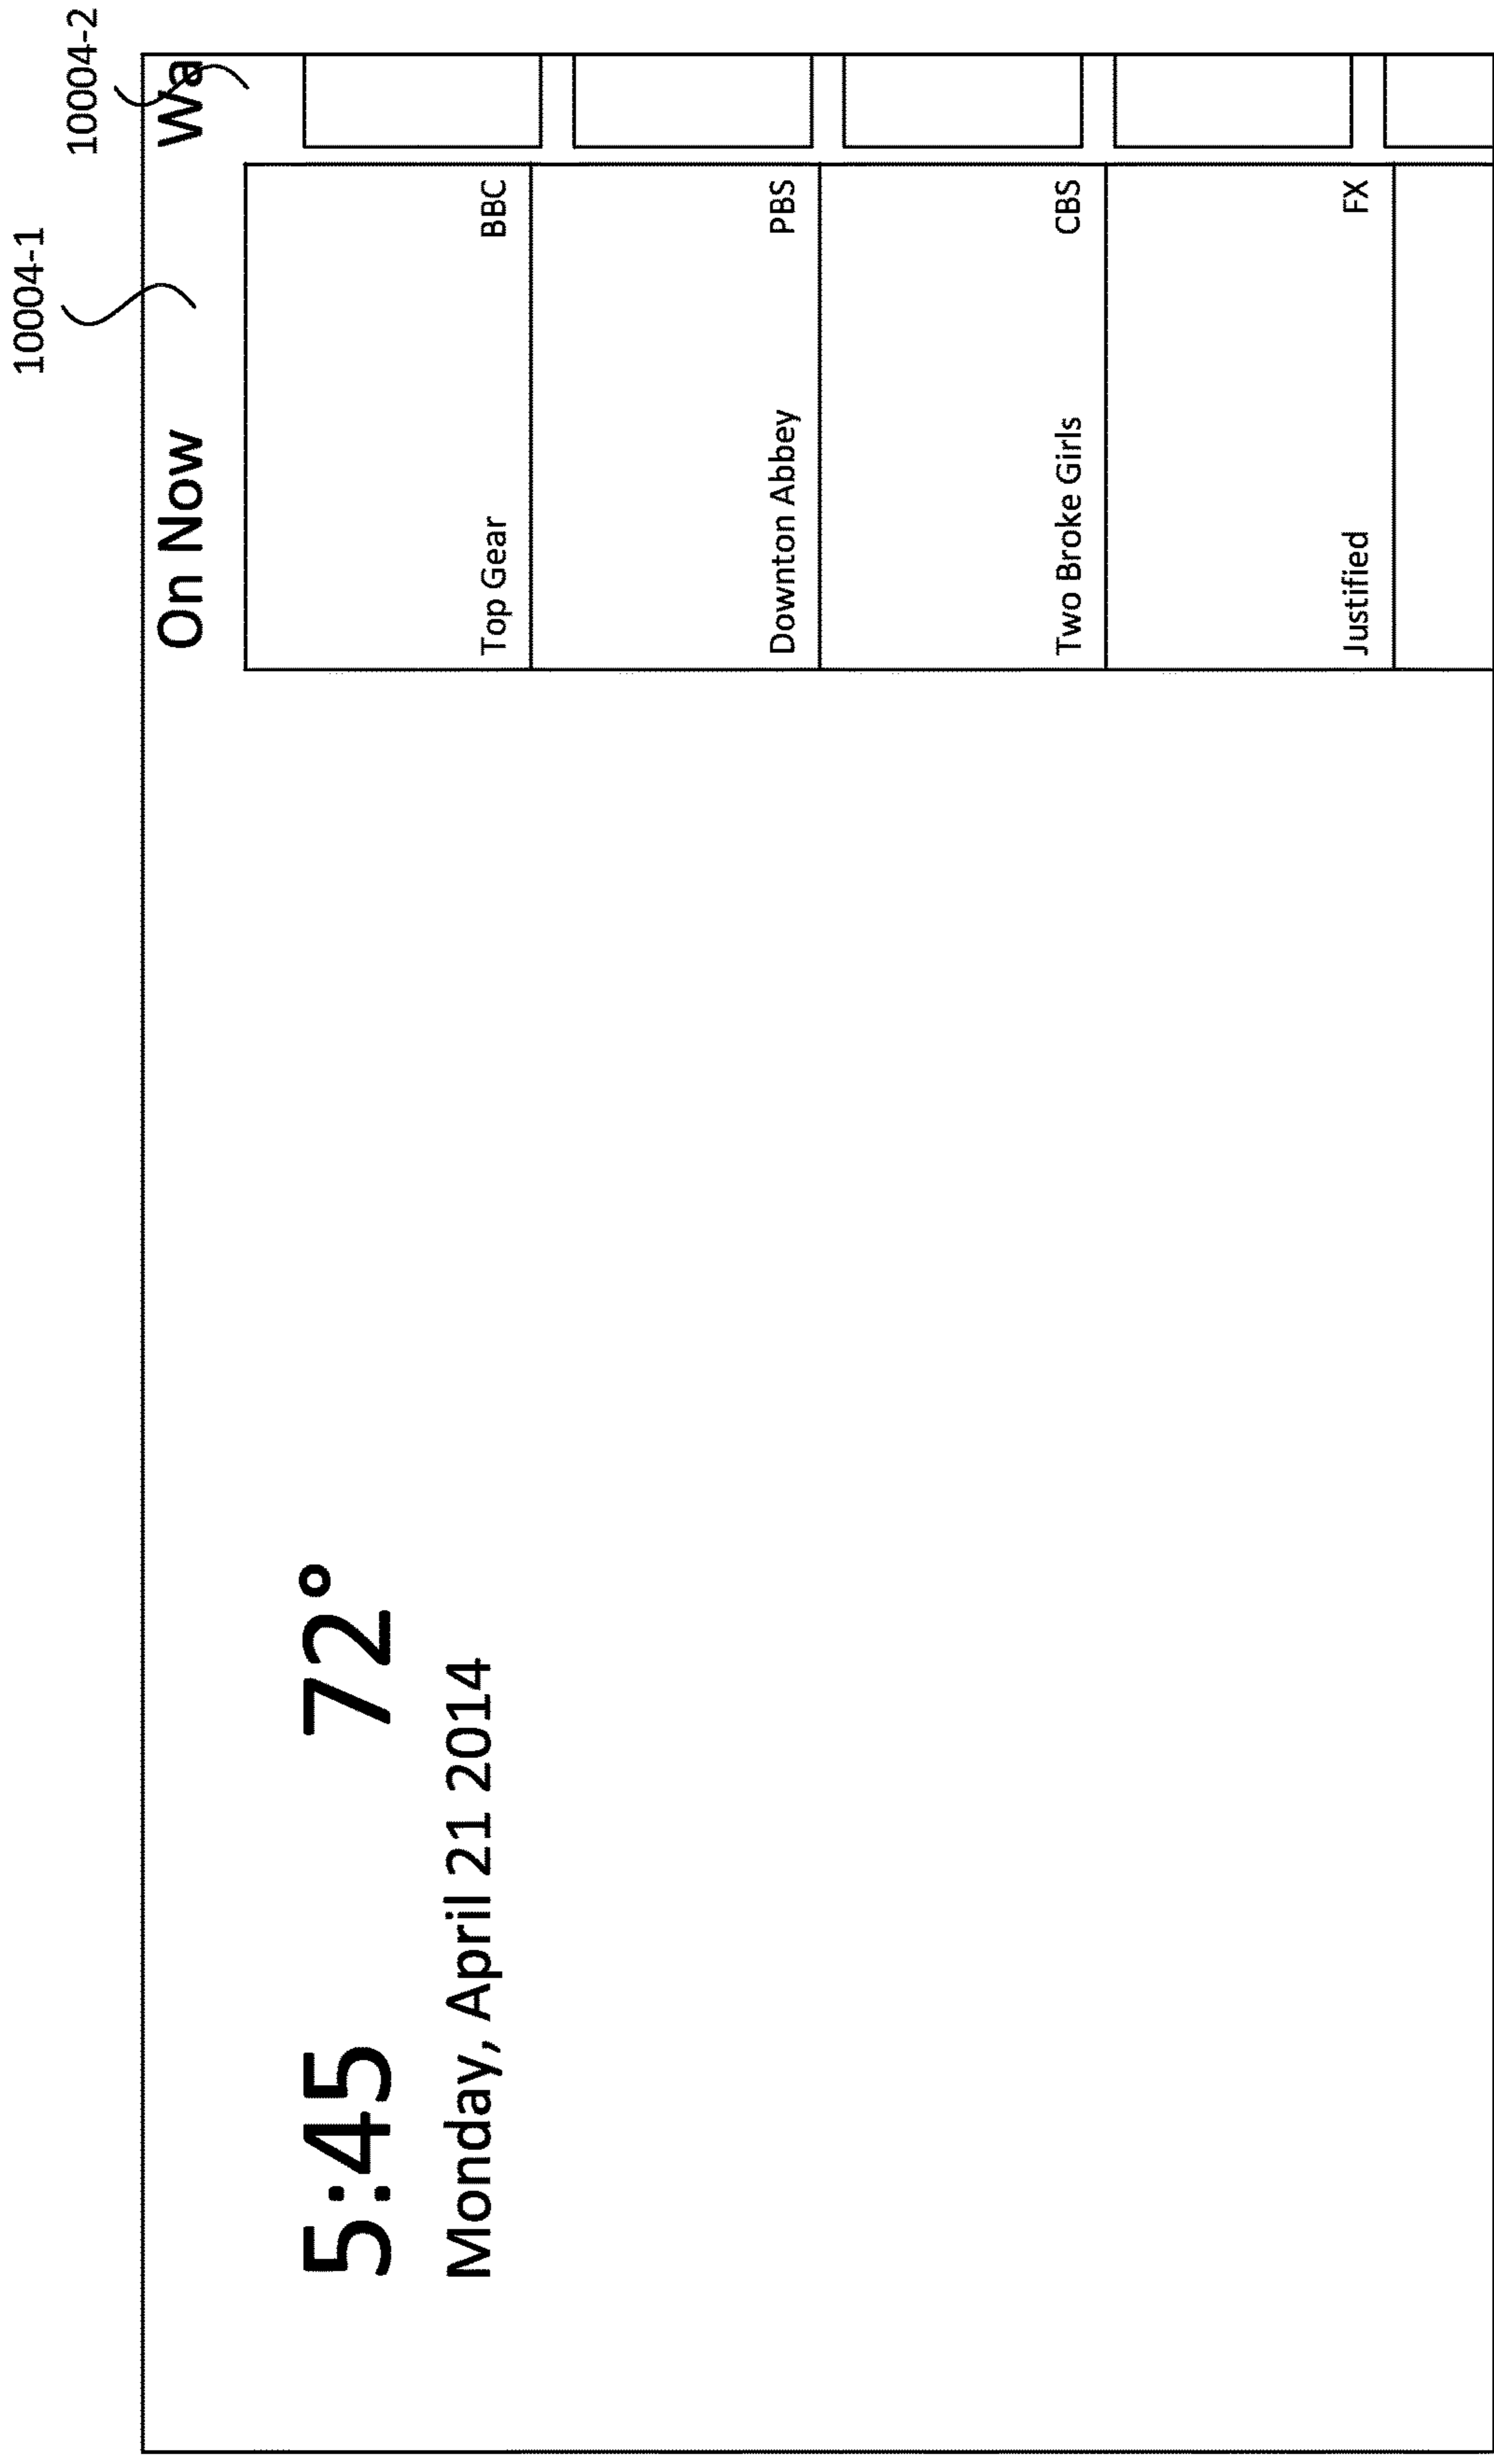 10004-1
10004-2
On Now
Wa
5:45 72°
Monday, April 21 2014
Top Gear BBC
Downton Abbey PBS
Two Broke Girls CBS
Justified FX